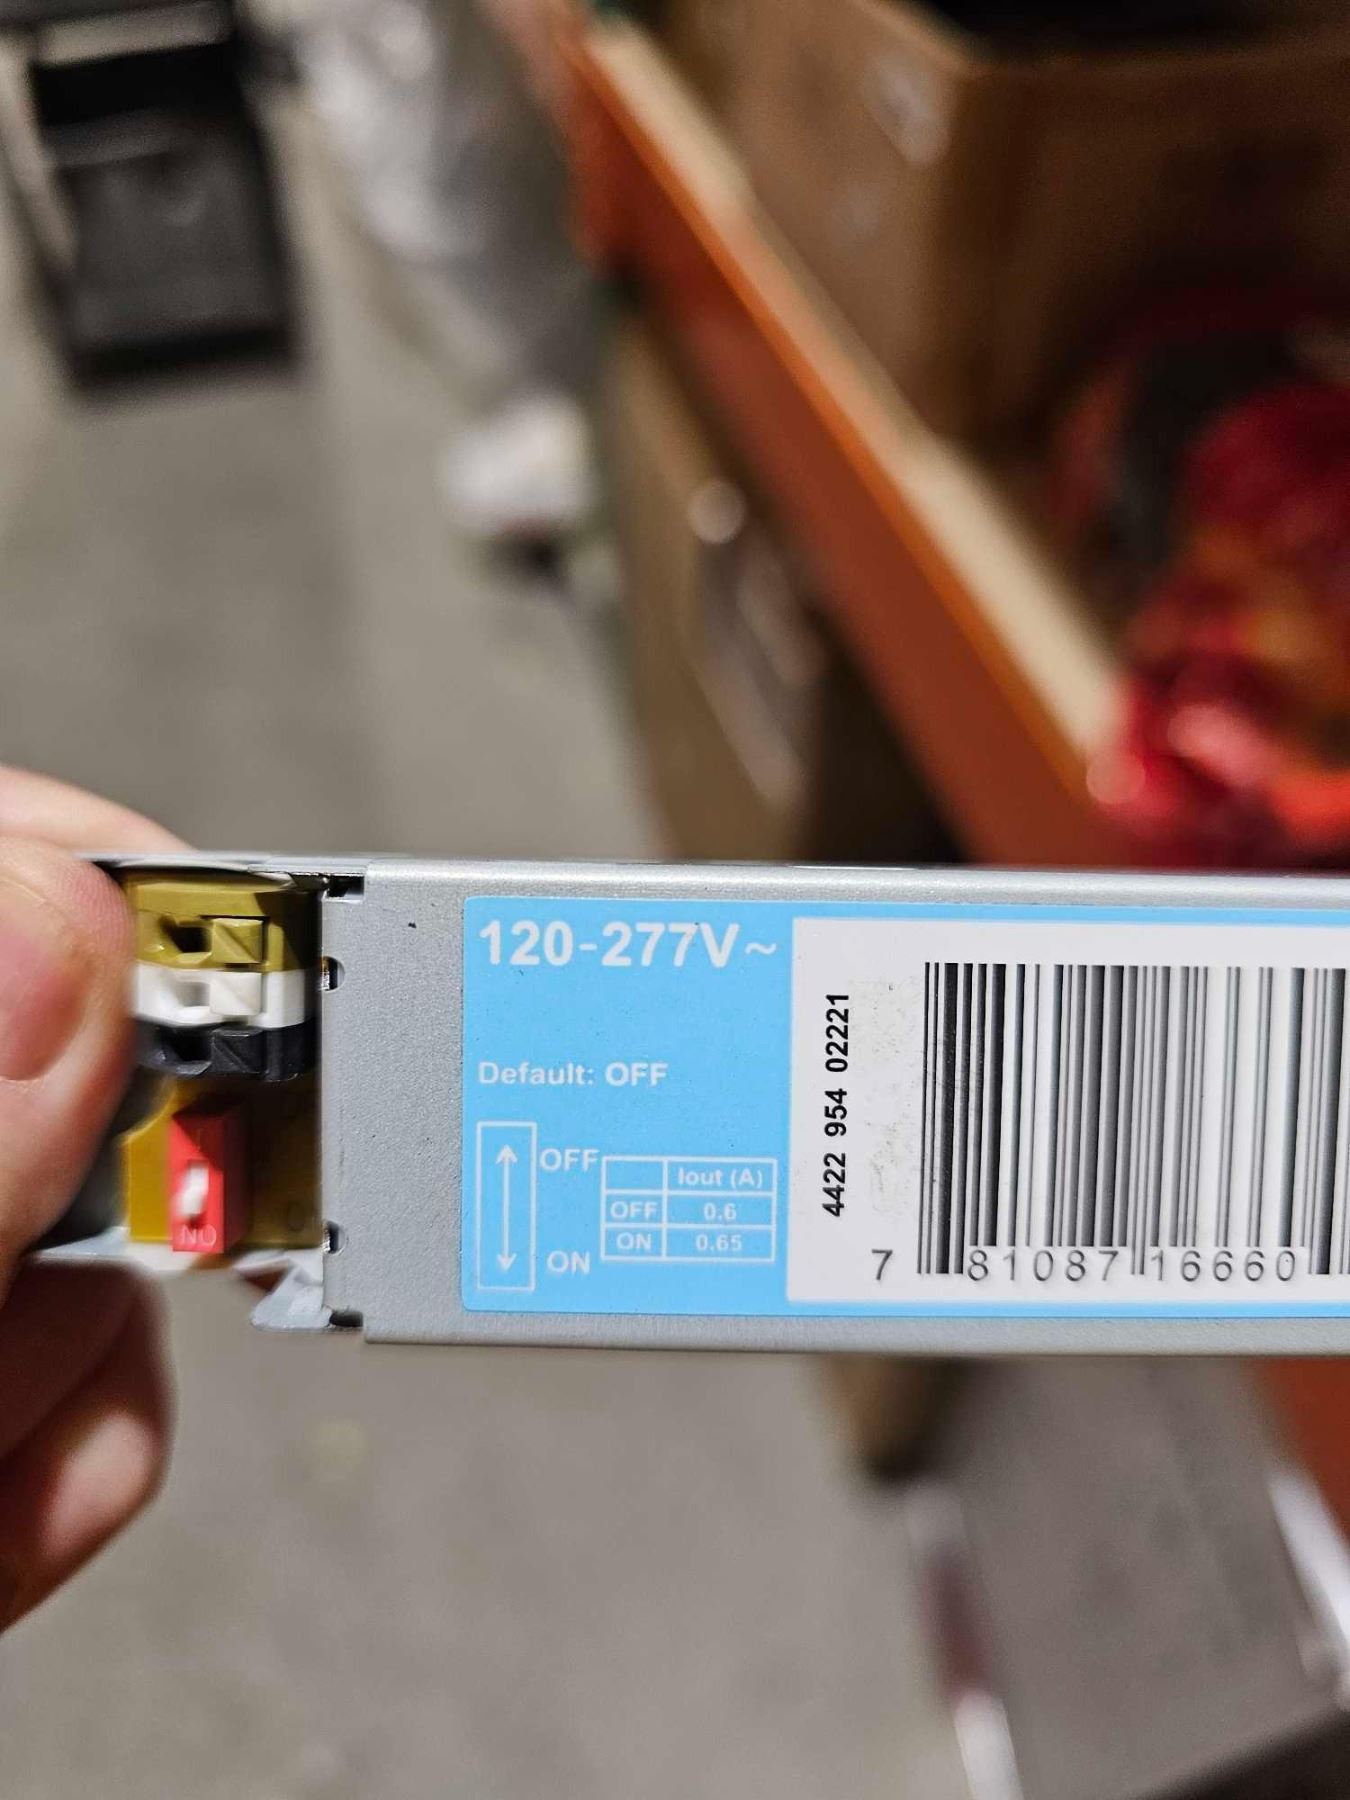 120-277V~
Default: OFF
OFF
ON
Iout (A)
OFF 0.6
ON 0.65
4422 954 02221
7 81087 16660
NO